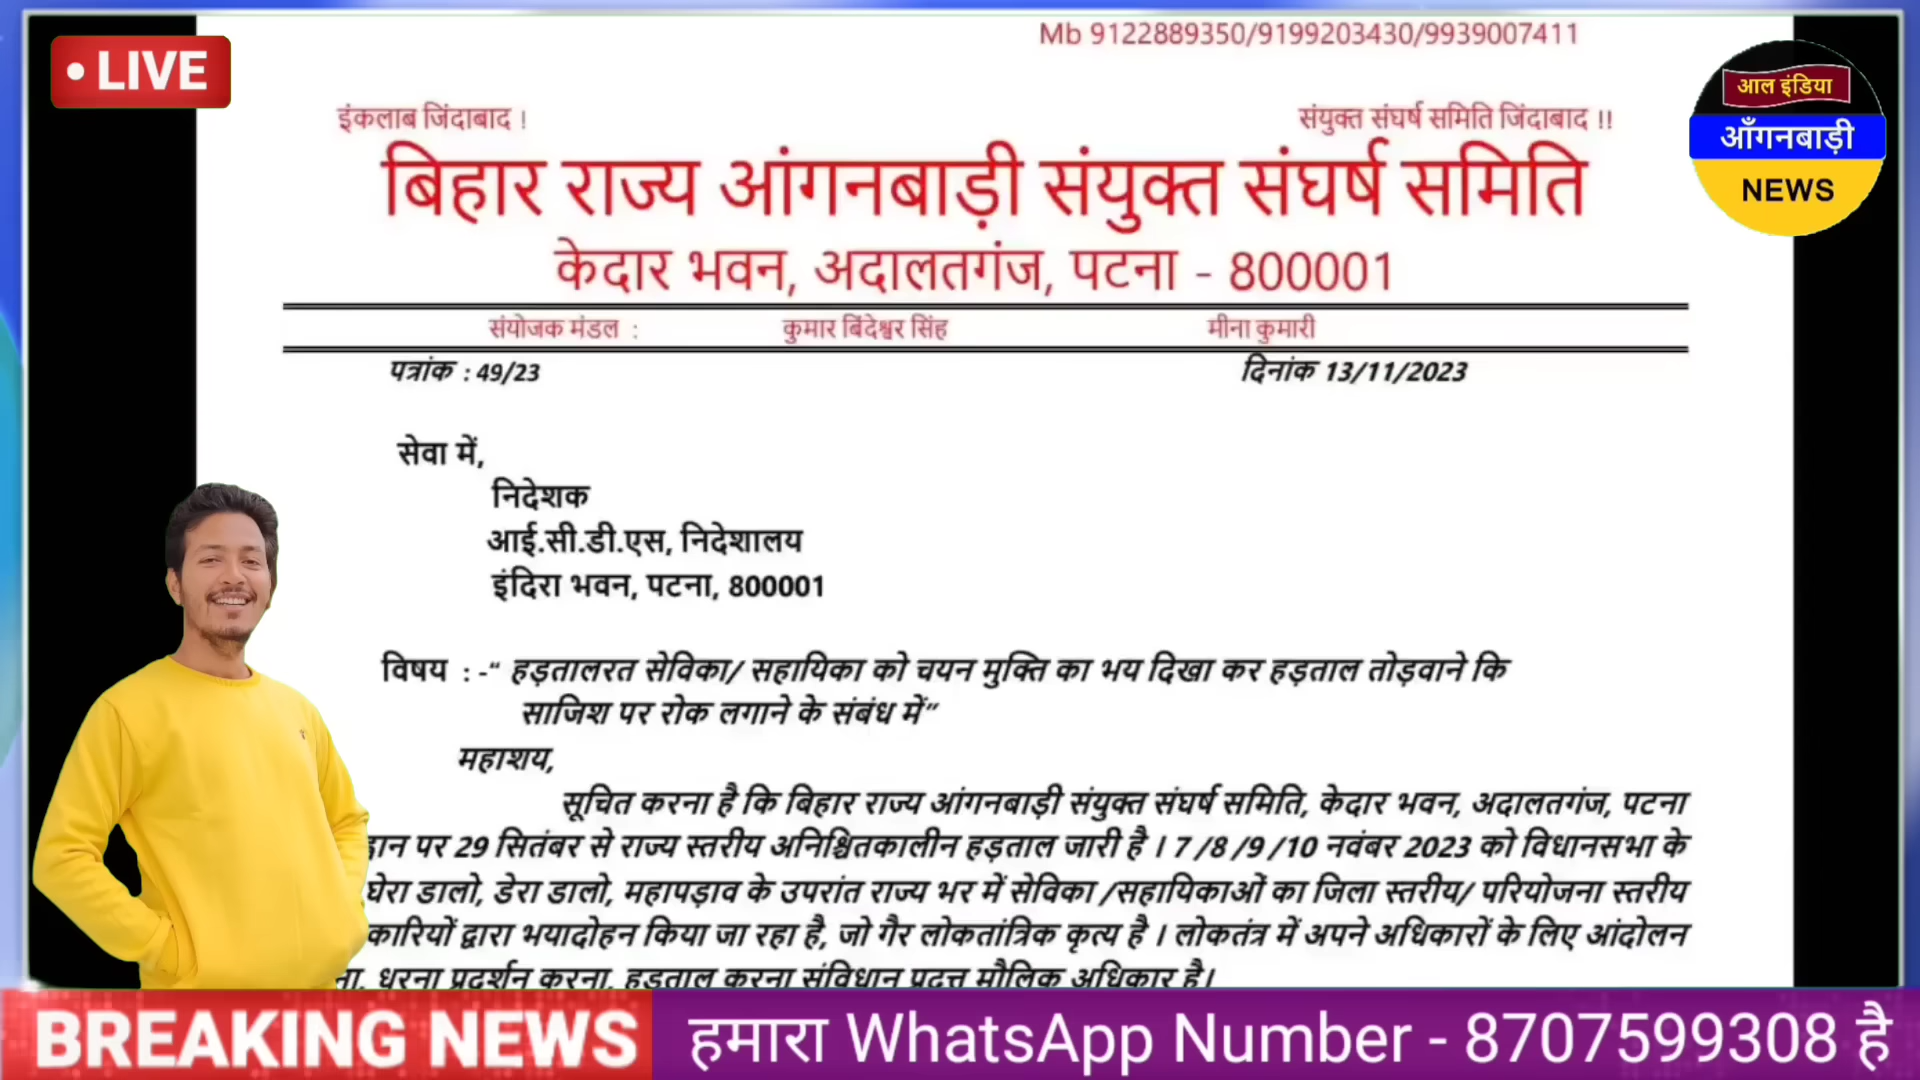 Mb 9122889350/9199203430/9939007411
• LIVE
आल इंडिया
आँगनबाड़ी
NEWS
इंकलाब जिंदाबाद ! संयुक्त संघर्ष समिति जिंदाबाद !!
बिहार राज्य आंगनबाड़ी संयुक्त संघर्ष समिति
केदार भवन, अदालतगंज, पटना - 800001
संयोजक मंडल : कुमार बिंदेश्वर सिंह मीना कुमारी
पत्रांक : 49/23 दिनांक 13/11/2023
सेवा में,
निदेशक
आई.सी.डी.एस, निदेशालय
इंदिरा भवन, पटना, 800001
विषय : -“ हड़तालरत सेविका/ सहायिका को चयन मुक्ति का भय दिखा कर हड़ताल तोड़वाने कि
साजिश पर रोक लगाने के संबंध में”
महाशय,
सूचित करना है कि बिहार राज्य आंगनबाड़ी संयुक्त संघर्ष समिति, केदार भवन, अदालतगंज, पटना
पर 29 सितंबर से राज्य स्तरीय अनिश्चितकालीन हड़ताल जारी है । 7 /8 /9 /10 नवंबर 2023 को विधानसभा के
घेरा डालो, डेरा डालो, महापड़ाव के उपरांत राज्य भर में सेविका /सहायिकाओं का जिला स्तरीय/ परियोजना स्तरीय
कारियों द्वारा भयादोहन किया जा रहा है, जो गैर लोकतांत्रिक कृत्य है । लोकतंत्र में अपने अधिकारों के लिए आंदोलन
धरना प्रदर्शन करना, हड़ताल करना संविधान प्रदत्त मौलिक अधिकार है।
BREAKING NEWS हमारा WhatsApp Number - 8707599308 है